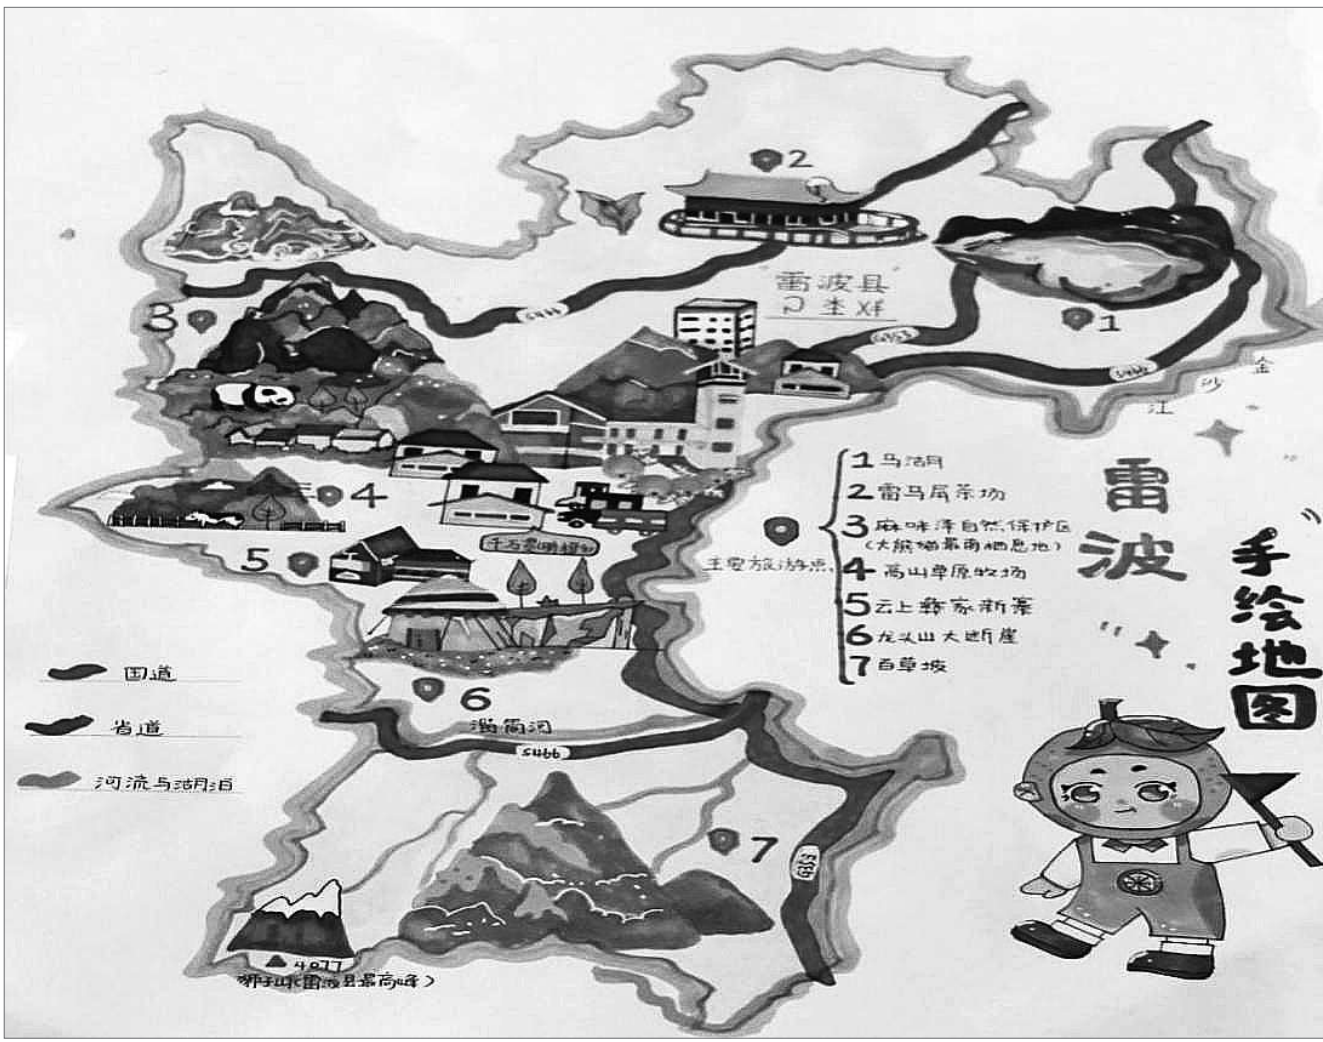 2
雷波县
3
S466
1
G353
S466
金
沙
江
4
5
6
溜筒河
S466
7
G353
4077
狮子山(雷波县最高峰)
国道
省道
河流与湖泊
主要旅游点
1 马湖
2 雷马屏茶场
3 麻咪泽自然保护区
(大熊猫最南栖息地)
4 高山草原牧场
5 云上彝家新寨
6 龙头山大断崖
7 百草坡
雷波
手绘地图